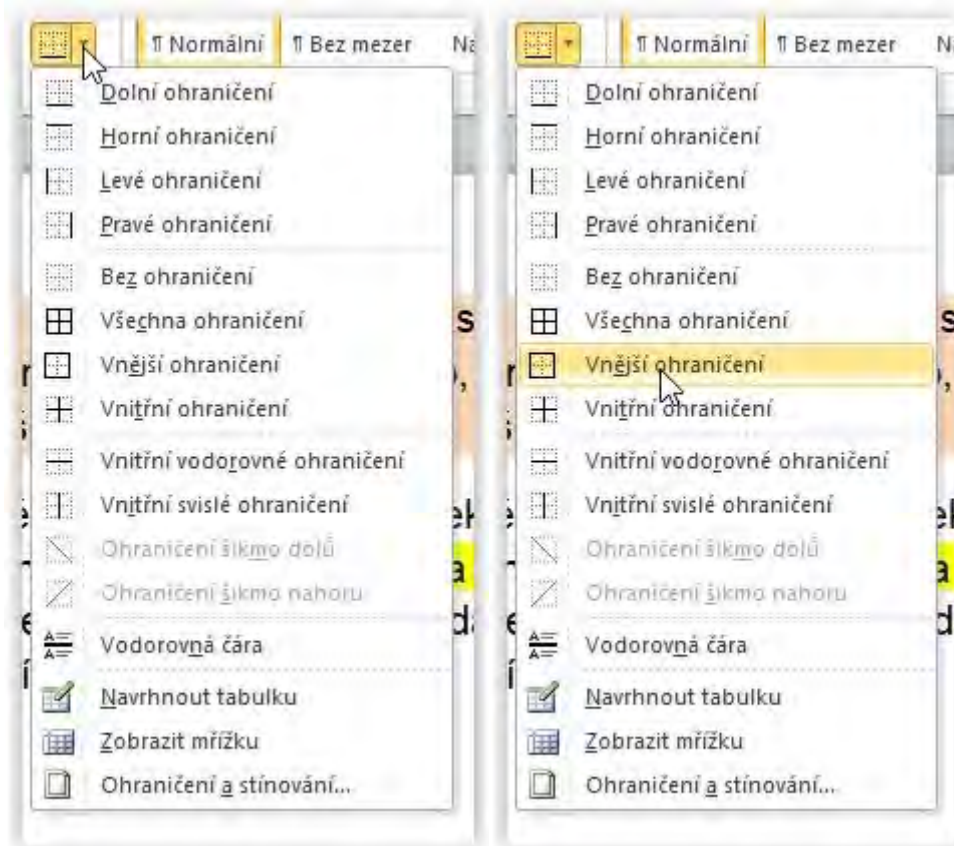 ¶ Normální ¶ Bez mezer
Dolní ohraničení
Horní ohraničení
Levé ohraničení
Pravé ohraničení
Bez ohraničení
Všechna ohraničení
Vnější ohraničení
Vnitřní ohraničení
Vnitřní vodorovné ohraničení
Vnitřní svislé ohraničení
Ohraničení šikmo dolů
Ohraničení šikmo nahoru
Vodorovná čára
Navrhnout tabulku
Zobrazit mřížku
Ohraničení a stínování...
¶ Normální ¶ Bez mezer
Dolní ohraničení
Horní ohraničení
Levé ohraničení
Pravé ohraničení
Bez ohraničení
Všechna ohraničení
Vnější ohraničení
Vnitřní ohraničení
Vnitřní vodorovné ohraničení
Vnitřní svislé ohraničení
Ohraničení šikmo dolů
Ohraničení šikmo nahoru
Vodorovná čára
Navrhnout tabulku
Zobrazit mřížku
Ohraničení a stínování...